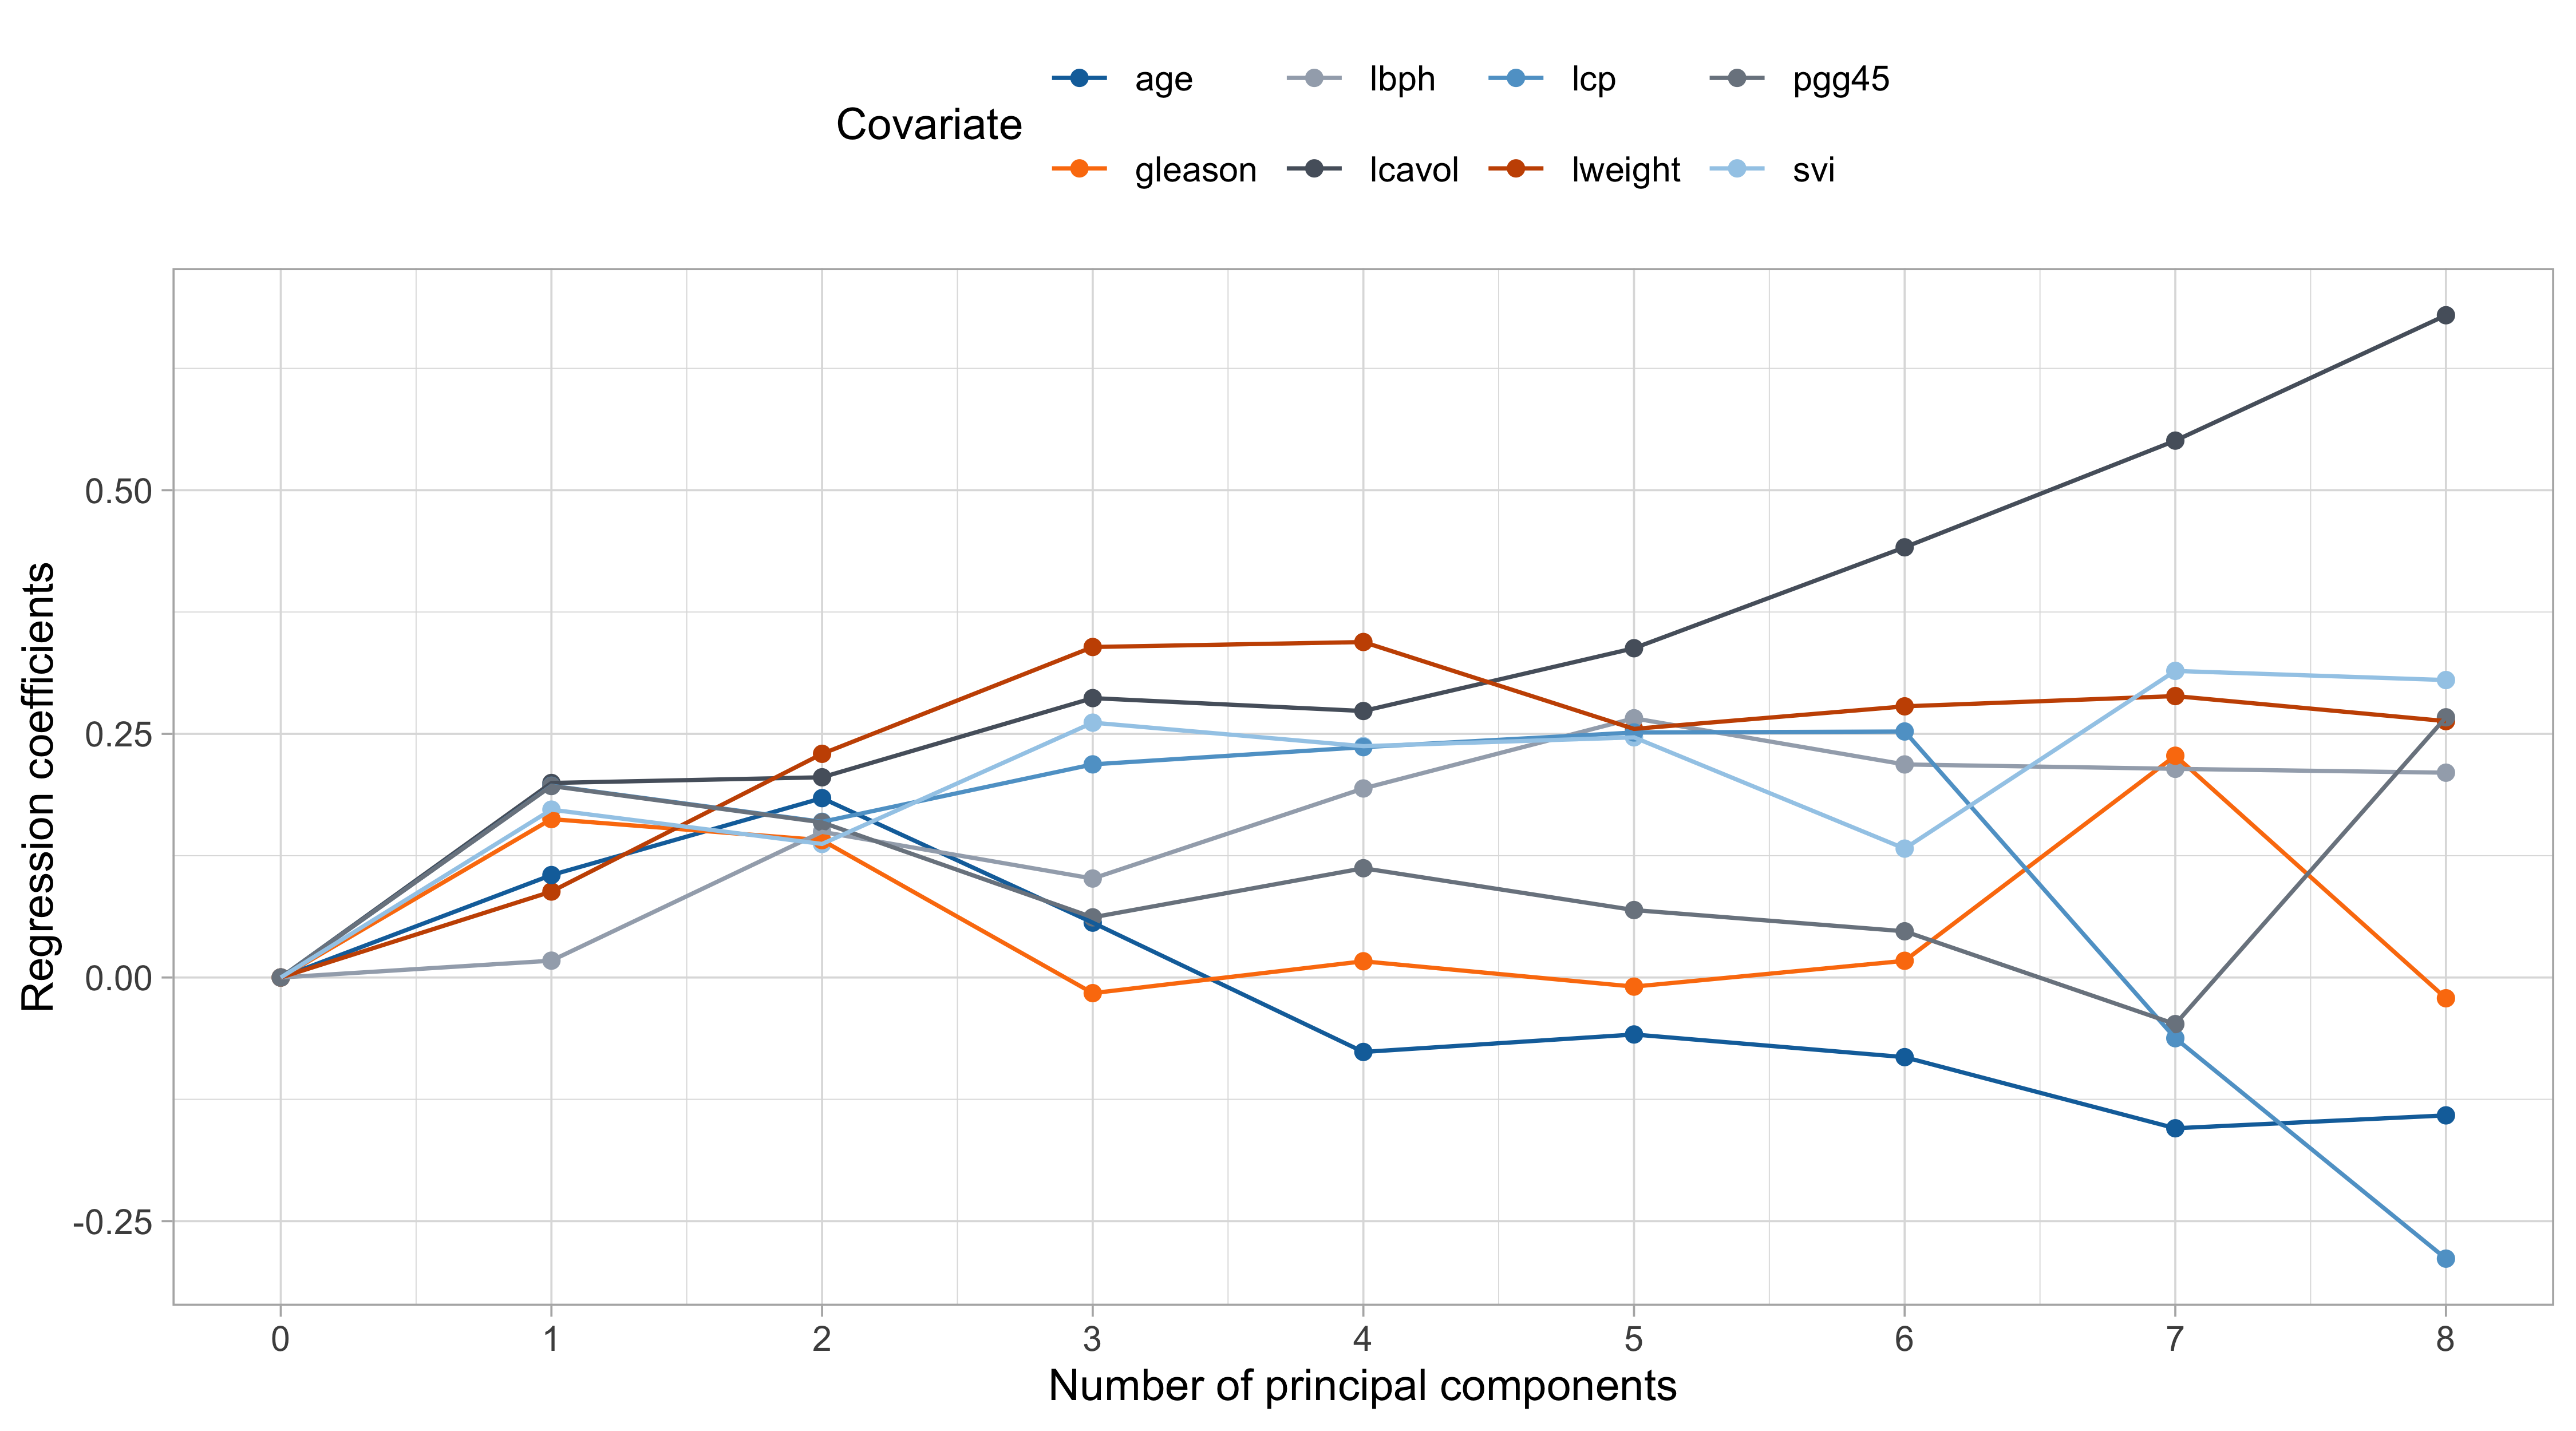 Covariate
age lbph lcp pgg45
gleason lcavol lweight svi
Regression coefficients
0.50
0.25
0.00
-0.25
0 1 2 3 4 5 6 7 8
Number of principal components